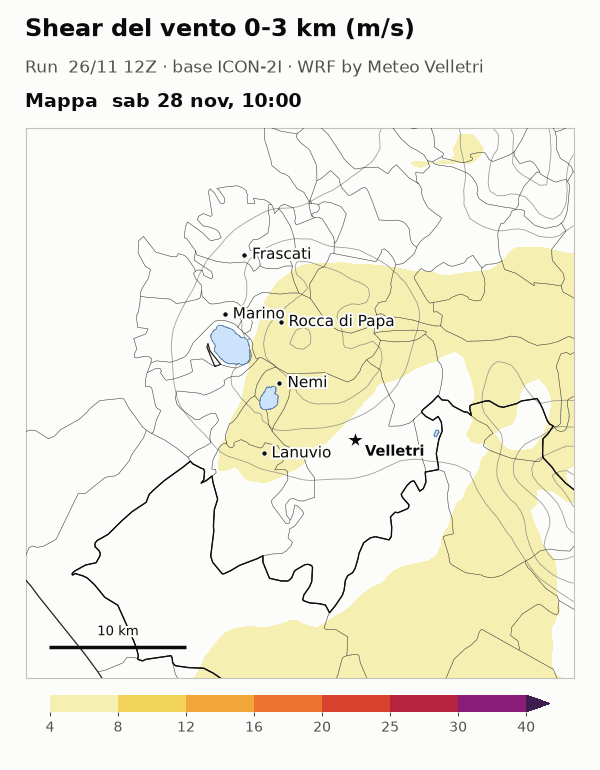 Shear del vento 0-3 km (m/s)
Run  26/11 12Z · base ICON-2I · WRF by Meteo Velletri
Mappa  sab 28 nov, 10:00
Frascati
Marino
Rocca di Papa
Nemi
Velletri
Lanuvio
10 km
4 8 12 16 20 25 30 40